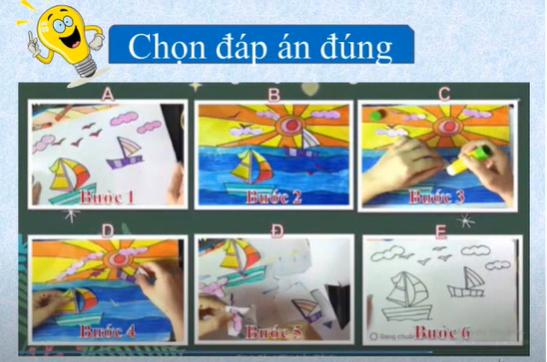 Chọn đáp án đúng
A
B
C
Bước 1
Bước 2
Bước 3
D
Đ
E
Bước 4
Bước 5
Bước 6